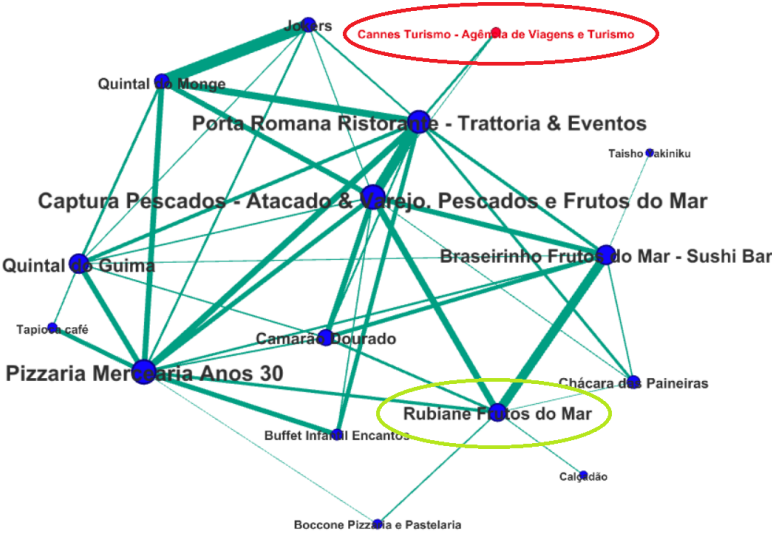 Jokers
Cannes Turismo - Agência de Viagens e Turismo
Quintal do Monge
Porta Romana Ristorante - Trattoria & Eventos
Taisho Yakiniku
Captura Pescados - Atacado & Varejo. Pescados e Frutos do Mar
Braseirinho Frutos do Mar - Sushi Bar
Quintal do Guima
Tapioca café
Camarão Dourado
Pizzaria Mercearia Anos 30
Chácara das Paineiras
Rubiane Frutos do Mar
Buffet Infantil Encantos
Calçadão
Boccone Pizzaria e Pastelaria